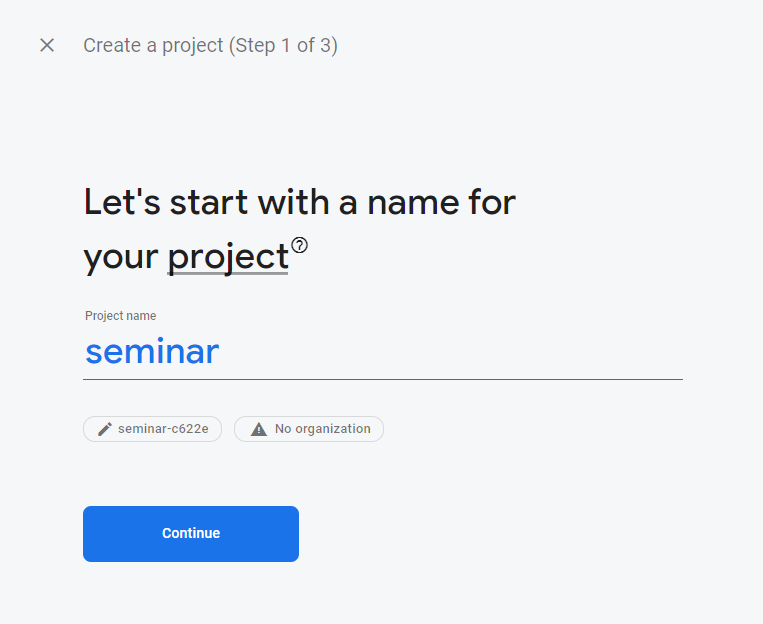 Create a project (Step 1 of 3)
Let's start with a name for
your project
Project name
seminar
seminar-c622e
No organization
Continue